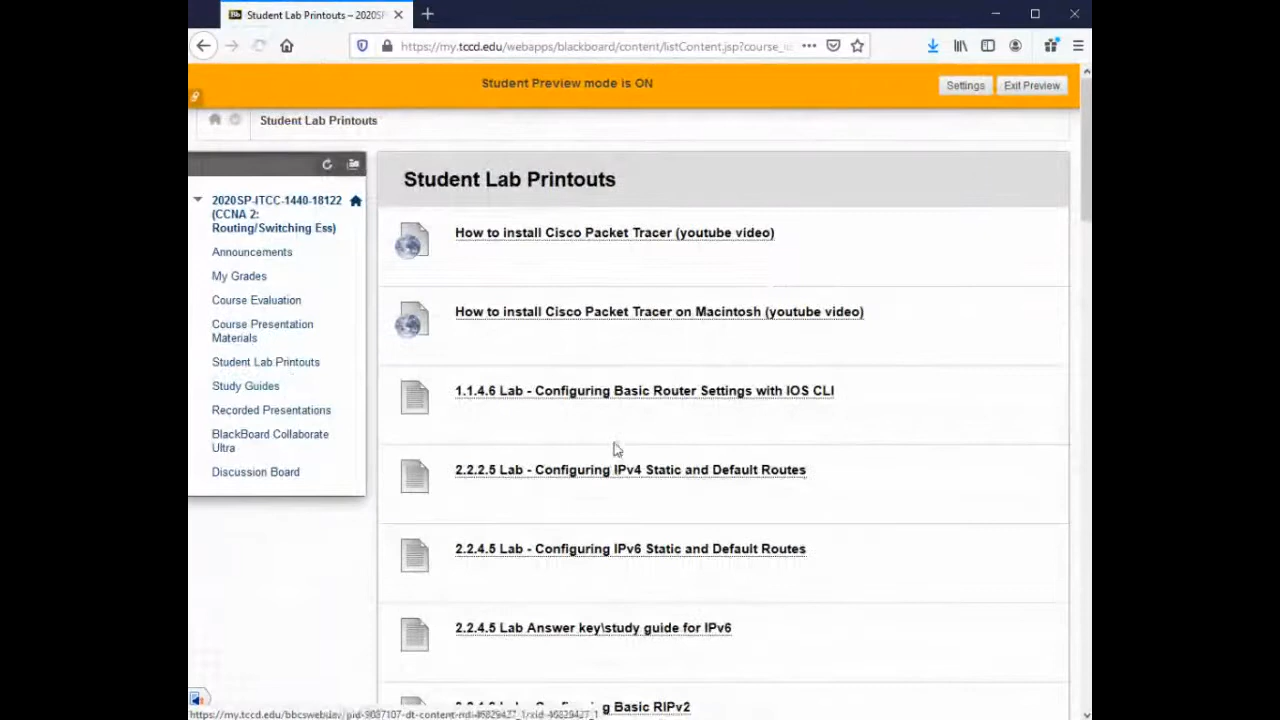 Student Lab Printouts – 2020SP
https://my.tccd.edu/webapps/blackboard/content/listContent.jsp?course_
Student Preview mode is ON
Settings
Exit Preview
Student Lab Printouts
2020SP-ITCC-1440-18122
(CCNA 2:
Routing/Switching Ess)
Announcements
My Grades
Course Evaluation
Course Presentation
Materials
Student Lab Printouts
Study Guides
Recorded Presentations
BlackBoard Collaborate
Ultra
Discussion Board
Student Lab Printouts
How to install Cisco Packet Tracer (youtube video)
How to install Cisco Packet Tracer on Macintosh (youtube video)
1.1.4.6 Lab - Configuring Basic Router Settings with IOS CLI
2.2.2.5 Lab - Configuring IPv4 Static and Default Routes
2.2.4.5 Lab - Configuring IPv6 Static and Default Routes
2.2.4.5 Lab Answer key\study guide for IPv6
Basic RIPv2